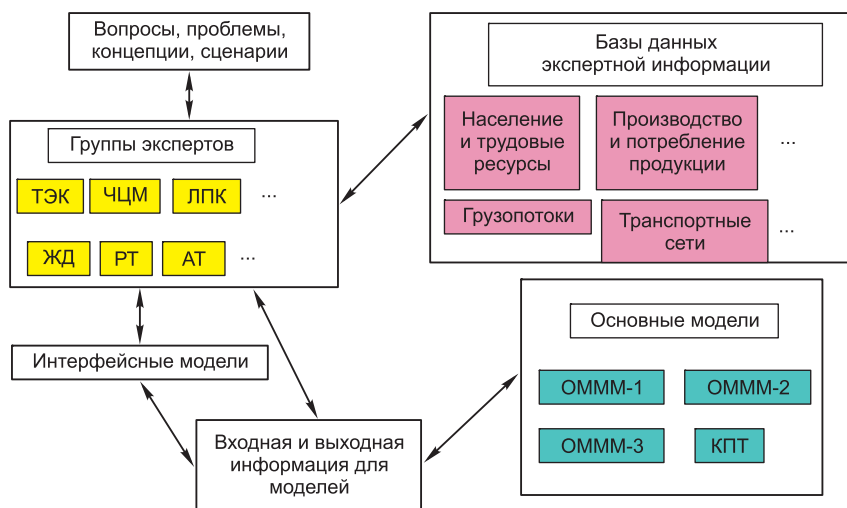 Вопросы, проблемы,
концепции, сценарии
Группы экспертов
ТЭК ЧЦМ ЛПК ...
ЖД РТ АТ ...
Базы данных
экспертной информации
Население
и трудовые
ресурсы
Производство
и потребление
продукции
...
Грузопотоки
Транспортные
сети
...
Интерфейсные модели
Входная и выходная
информация для
моделей
Основные модели
ОМММ-1 ОМММ-2
ОМММ-3 КПТ